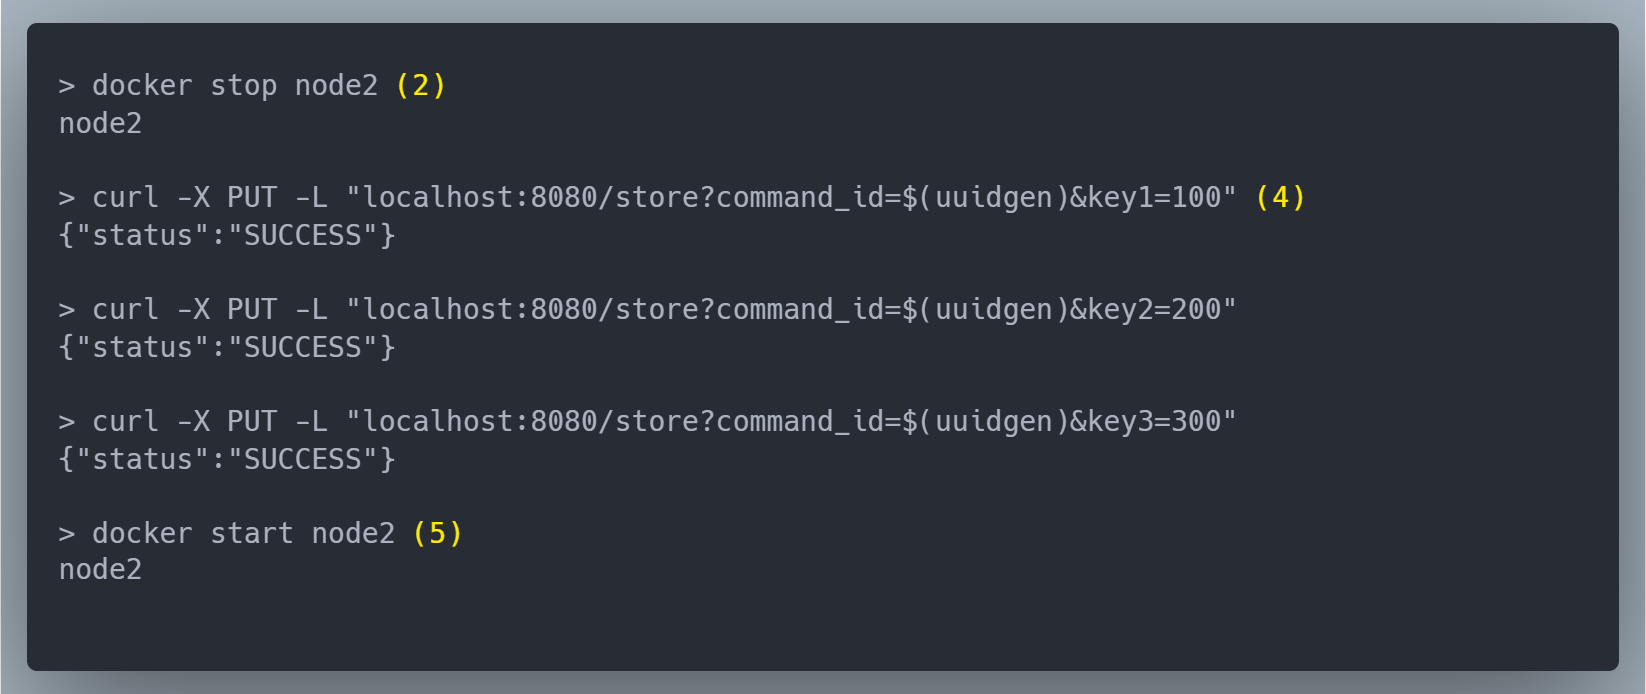 > docker stop node2 (2)
node2
> curl -X PUT -L "localhost:8080/store?command_id=$(uuidgen)&key1=100" (4)
{"status":"SUCCESS"}
> curl -X PUT -L "localhost:8080/store?command_id=$(uuidgen)&key2=200"
{"status":"SUCCESS"}
> curl -X PUT -L "localhost:8080/store?command_id=$(uuidgen)&key3=300"
{"status":"SUCCESS"}
> docker start node2 (5)
node2